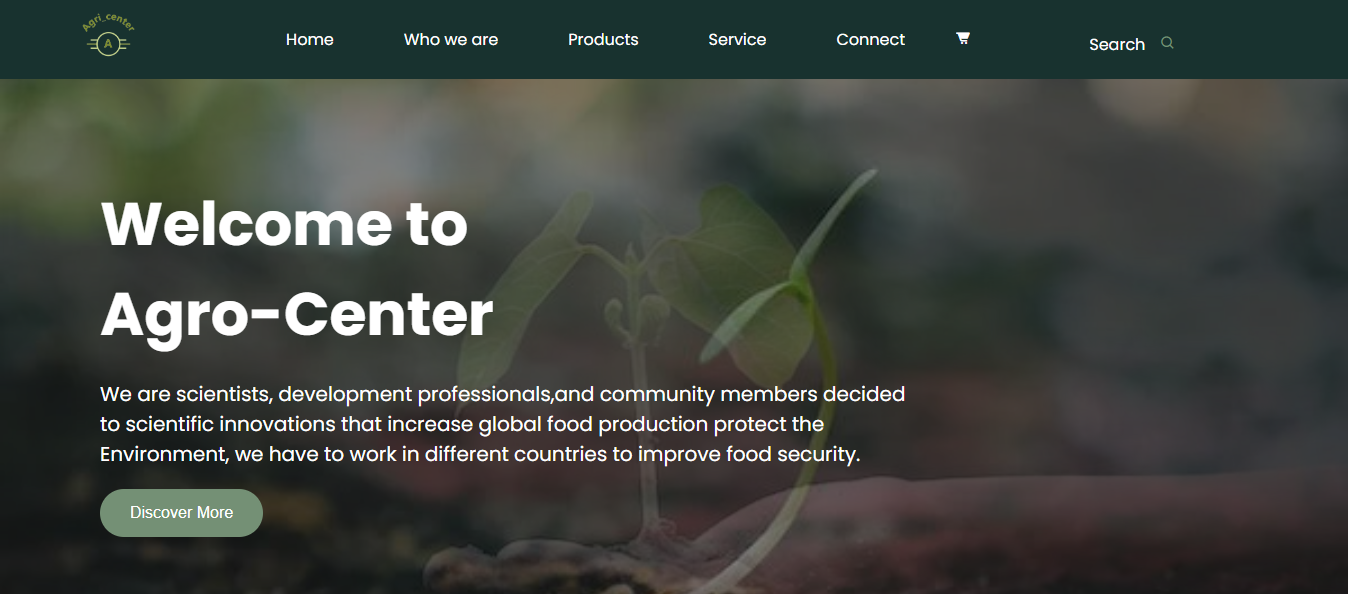 Agri_center
A
Home Who we are Products Service Connect
Search
Welcome to
Agro-Center
We are scientists, development professionals,and community members decided
to scientific innovations that increase global food production protect the
Environment, we have to work in different countries to improve food security.
Discover More